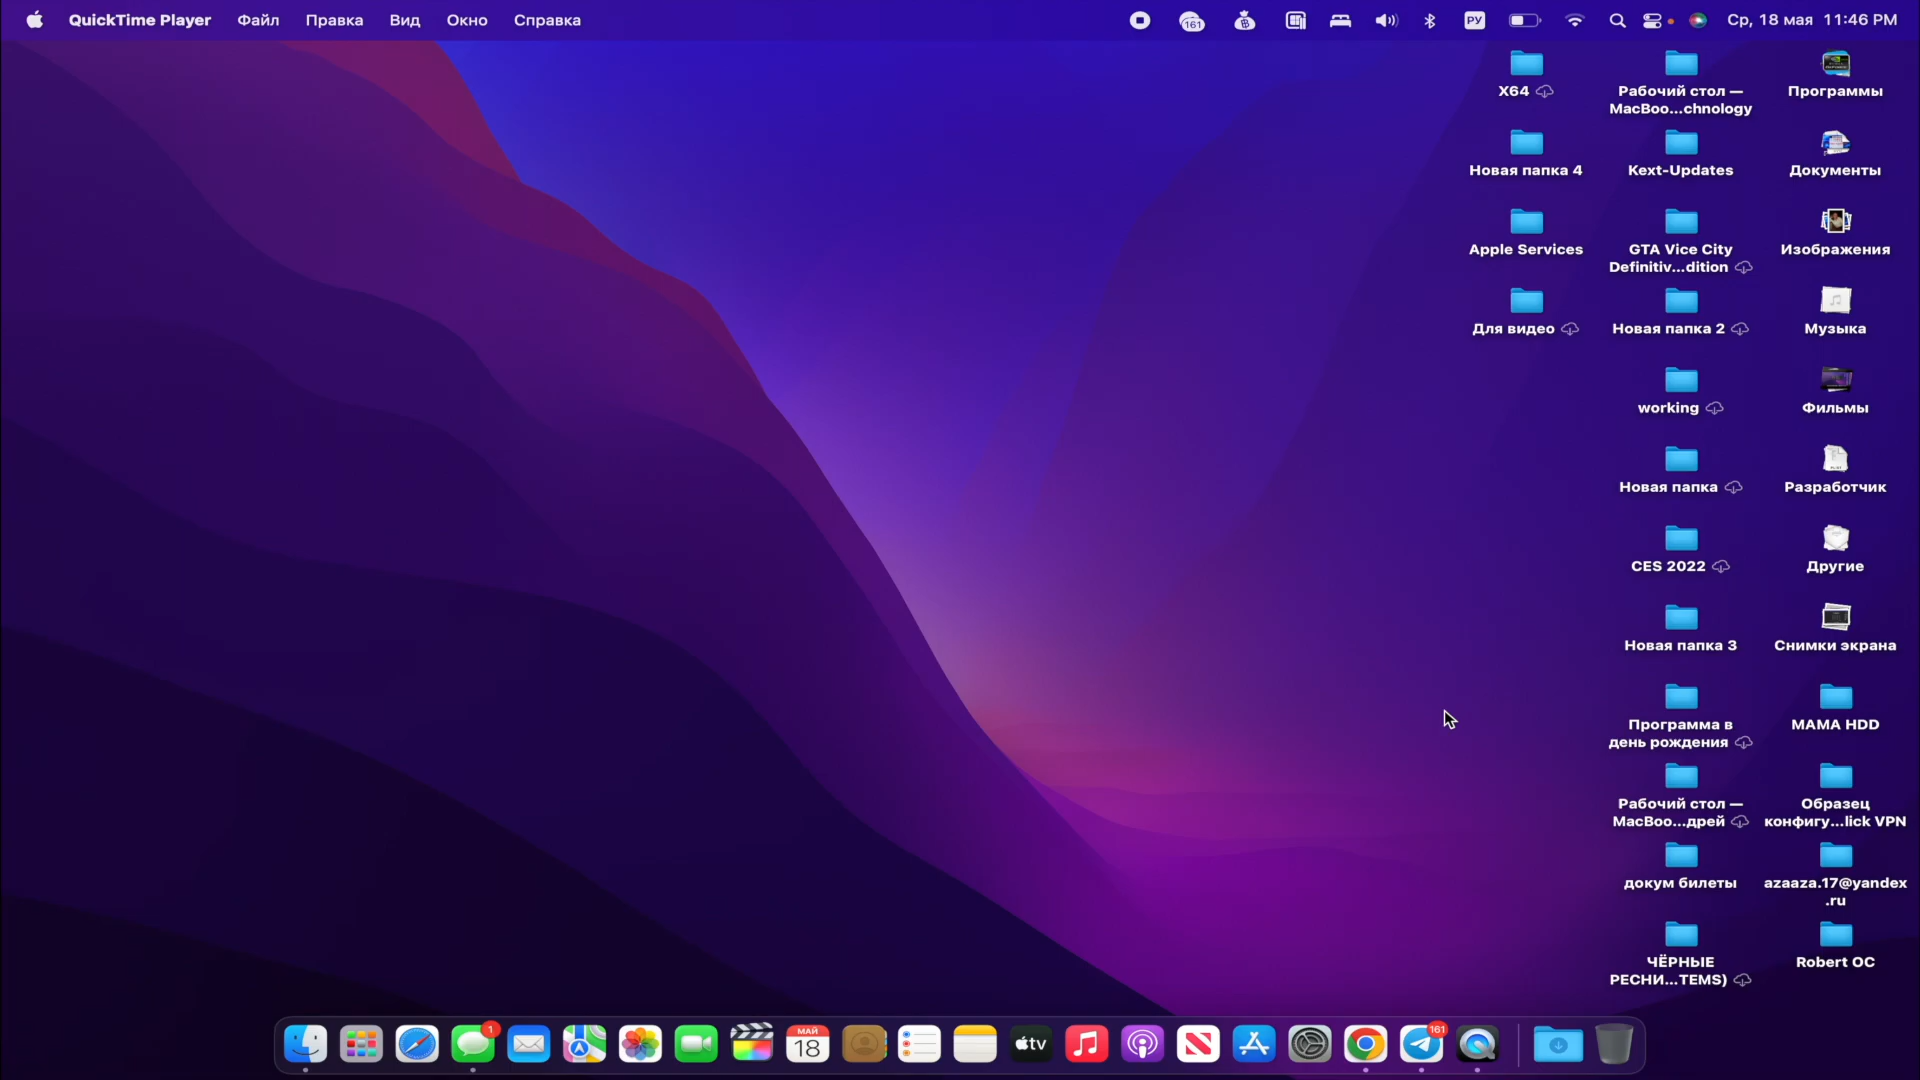 QuickTime Player Файл Правка Вид Окно Справка 161 РУ Ср, 18 мая 11:46 PM
X64
Новая папка 4
Apple Services
Для видео
Рабочий стол —
MacBoo...chnology
Kext-Updates
GTA Vice City
Definitiv...dition
Новая папка 2
working
Новая папка
CES 2022
Новая папка 3
Программа в
день рождения
Рабочий стол —
MacBoo...дрей
докум билеты
ЧЁРНЫЕ
РЕСНИ...TEMS)
Программы
Документы
Изображения
Музыка
Фильмы
Разработчик
Другие
Снимки экрана
MAMA HDD
Образец
конфигу...lick VPN
azaaza.17@yandex
.ru
Robert OC
1
МАЙ
18
tv
161